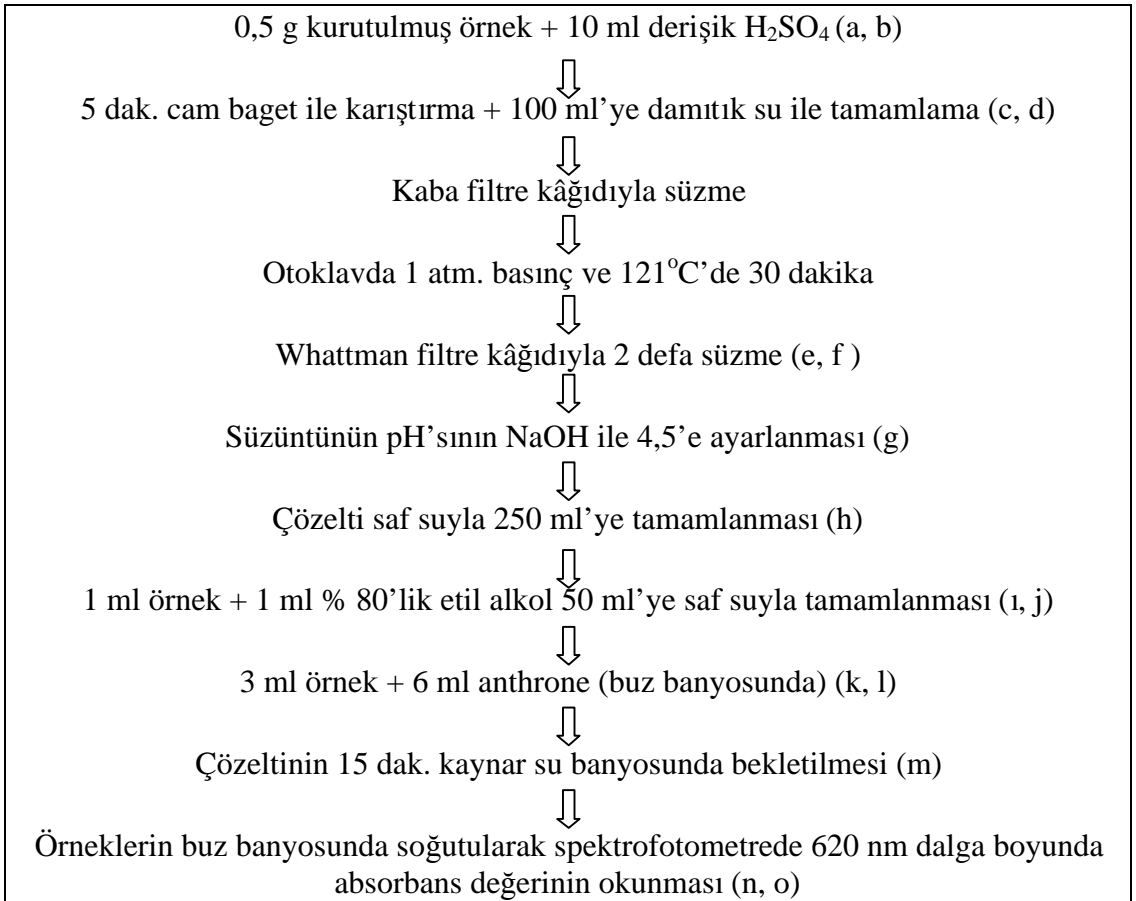 0,5 g kurutulmuş örnek + 10 ml derişik H₂SO₄ (a, b)
5 dak. cam baget ile karıştırma + 100 ml’ye damıtık su ile tamamlama (c, d)
Kaba filtre kâğıdıyla süzme
Otoklavda 1 atm. basınç ve 121°C’de 30 dakika
Whattman filtre kâğıdıyla 2 defa süzme (e, f )
Süzüntünün pH’sının NaOH ile 4,5’e ayarlanması (g)
Çözelti saf suyla 250 ml’ye tamamlanması (h)
1 ml örnek + 1 ml % 80’lik etil alkol 50 ml’ye saf suyla tamamlanması (ı, j)
3 ml örnek + 6 ml anthrone (buz banyosunda) (k, l)
Çözeltinin 15 dak. kaynar su banyosunda bekletilmesi (m)
Örneklerin buz banyosunda soğutularak spektrofotometrede 620 nm dalga boyunda
absorbans değerinin okunması (n, o)